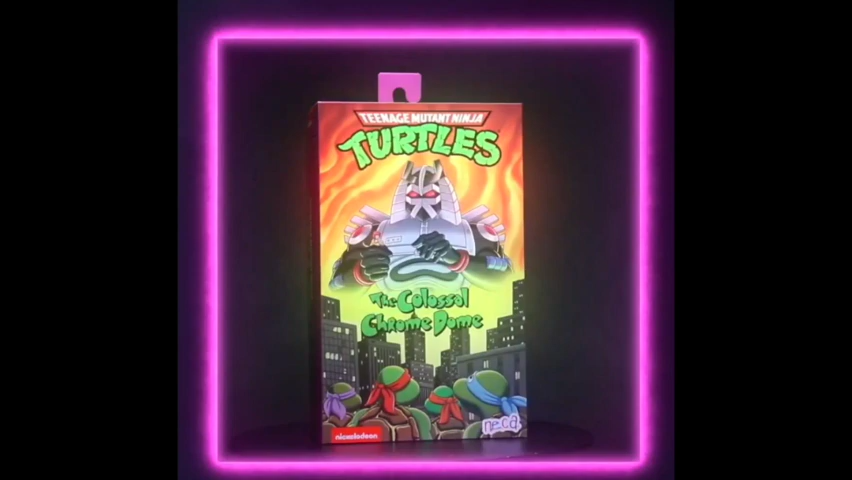 TEENAGE MUTANT NINJA
TURTLES
The Colossal
Chrome Dome
nickelodeon
neca